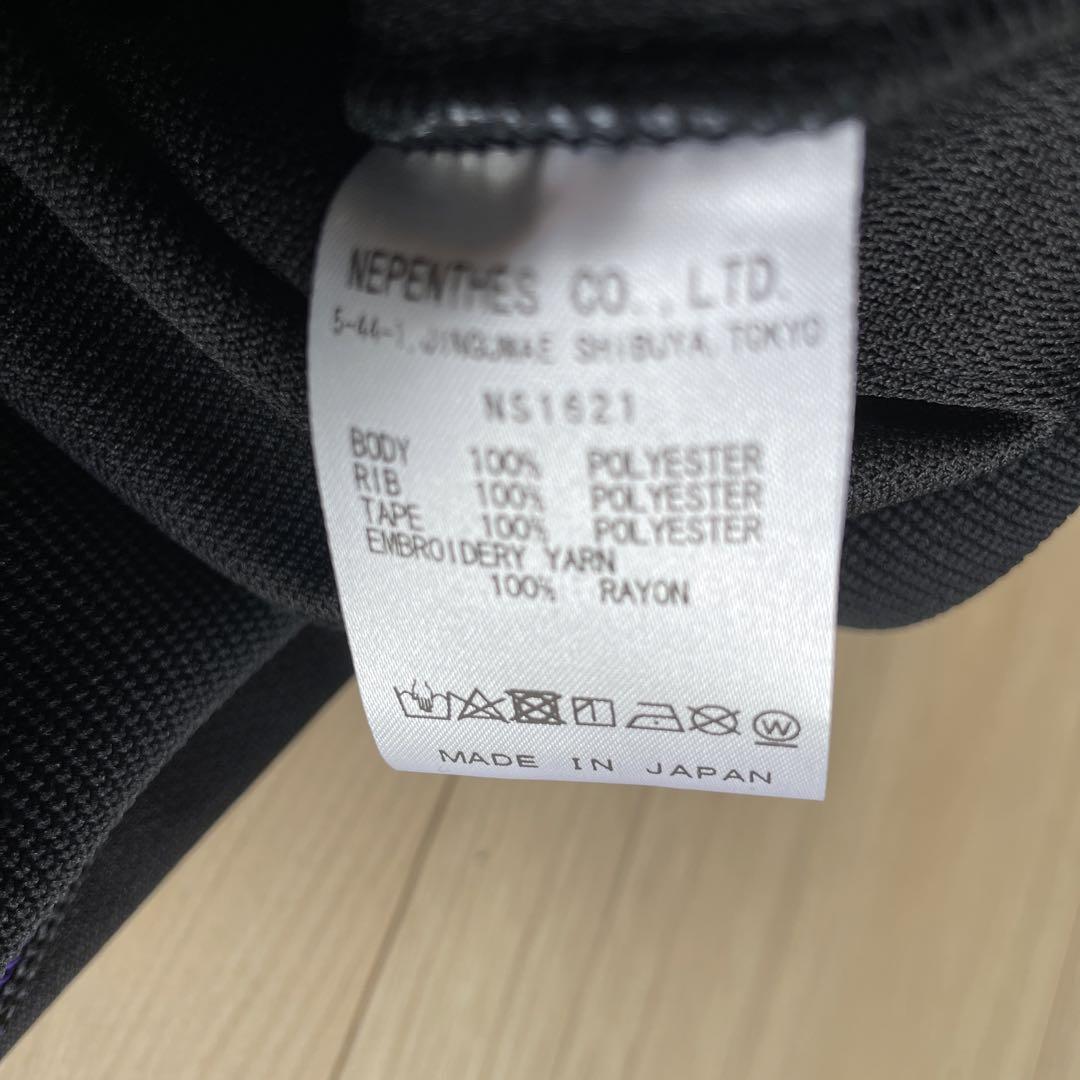 NEPENTHES CO.,LTD.
5-44-1,JINGUMAE SHIBUYA,TOKYO
NS1621
BODY 100% POLYESTER
RIB 100% POLYESTER
TAPE 100% POLYESTER
EMBROIDERY YARN
100% RAYON
W
MADE IN JAPAN